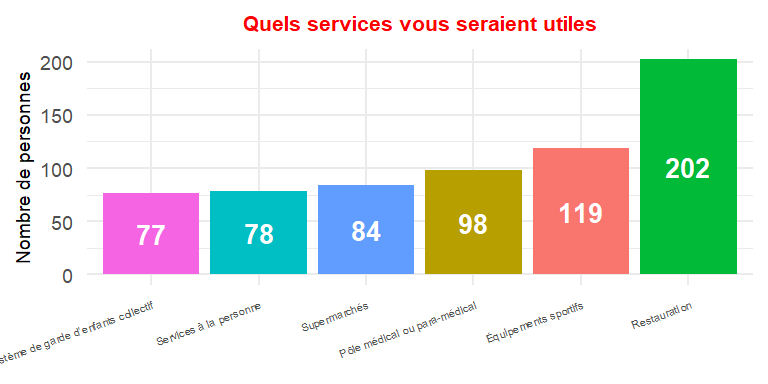 Quels services vous seraient utiles
Nombre de personnes
200
150
100
50
0
77
78
84
98
119
202
stème de garde d'enfants collectif
Services à la personne
Supermarchés
Pôle médical ou para-médical
Équipements sportifs
Restauration